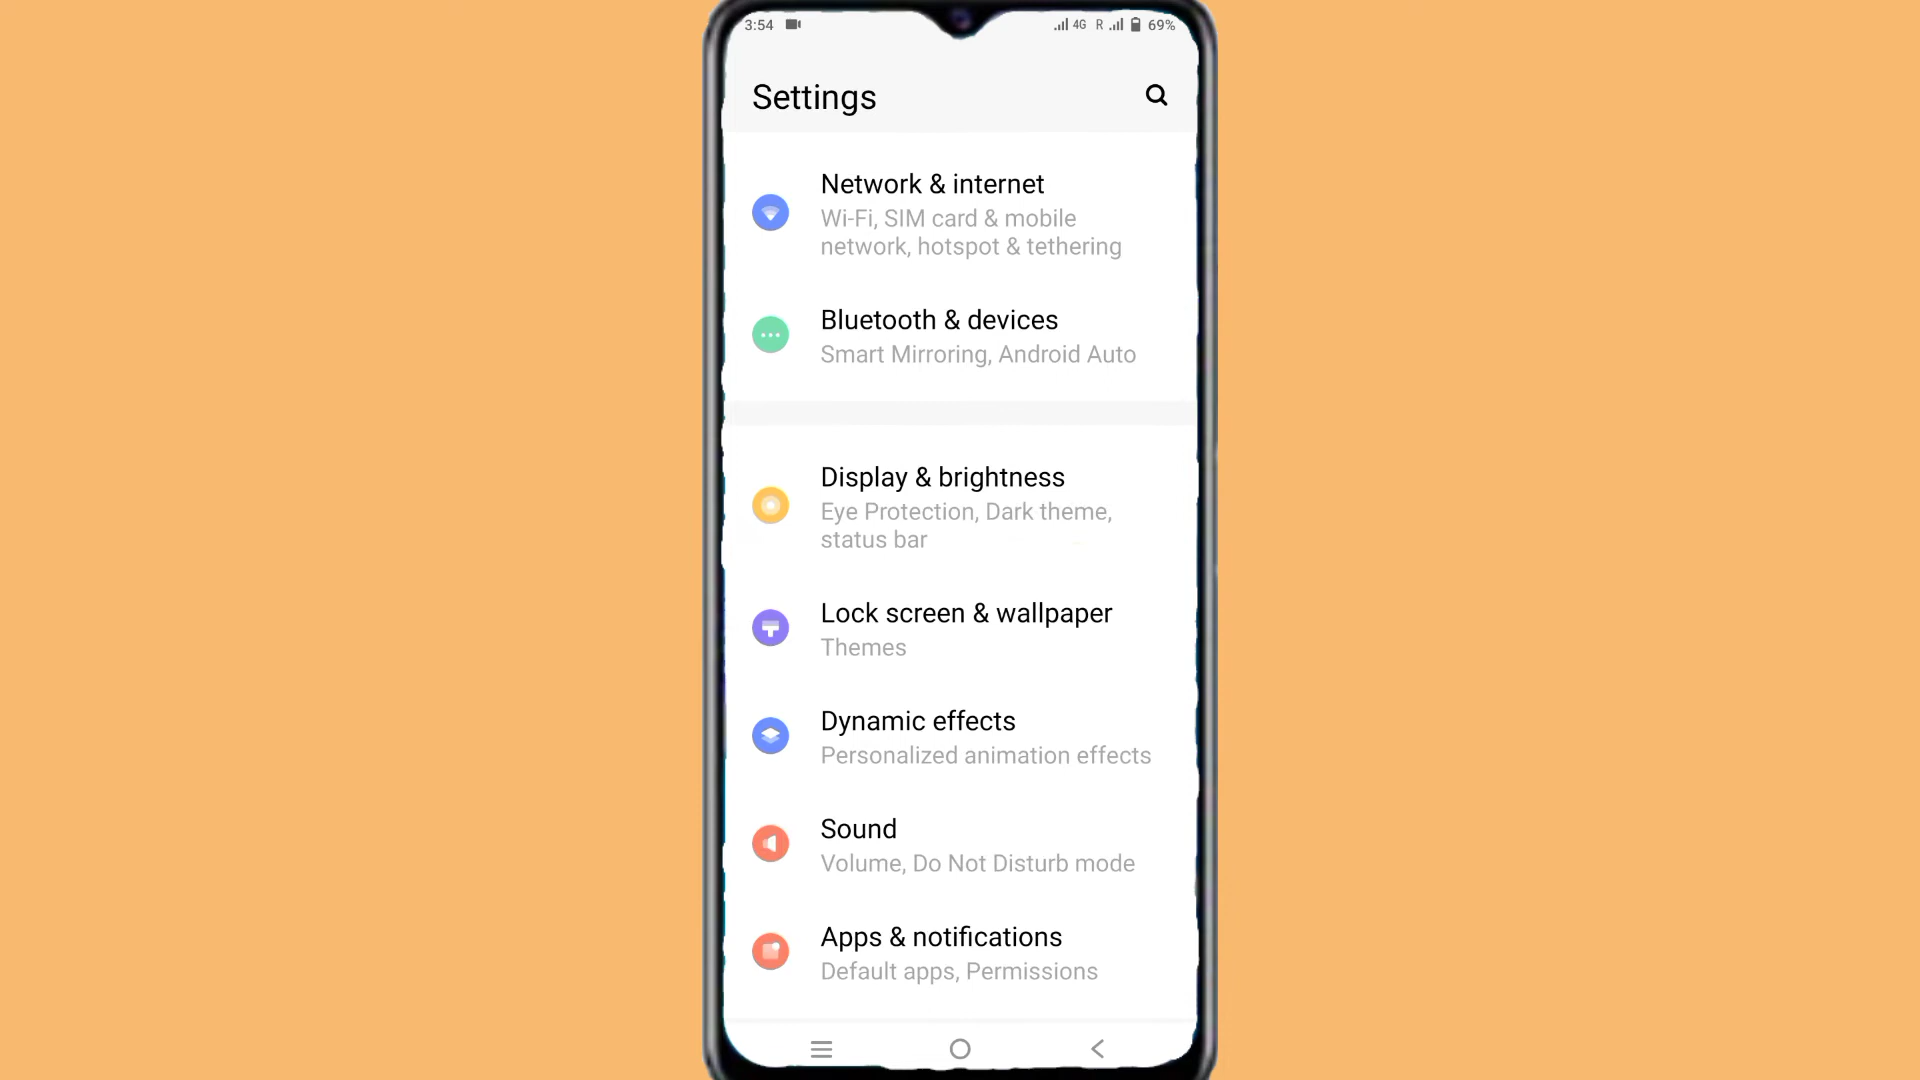 3:54 4G R 69%
Settings
Network & internet
Wi-Fi, SIM card & mobile
network, hotspot & tethering
Bluetooth & devices
Smart Mirroring, Android Auto
Display & brightness
Eye Protection, Dark theme,
status bar
Lock screen & wallpaper
Themes
Dynamic effects
Personalized animation effects
Sound
Volume, Do Not Disturb mode
Apps & notifications
Default apps, Permissions